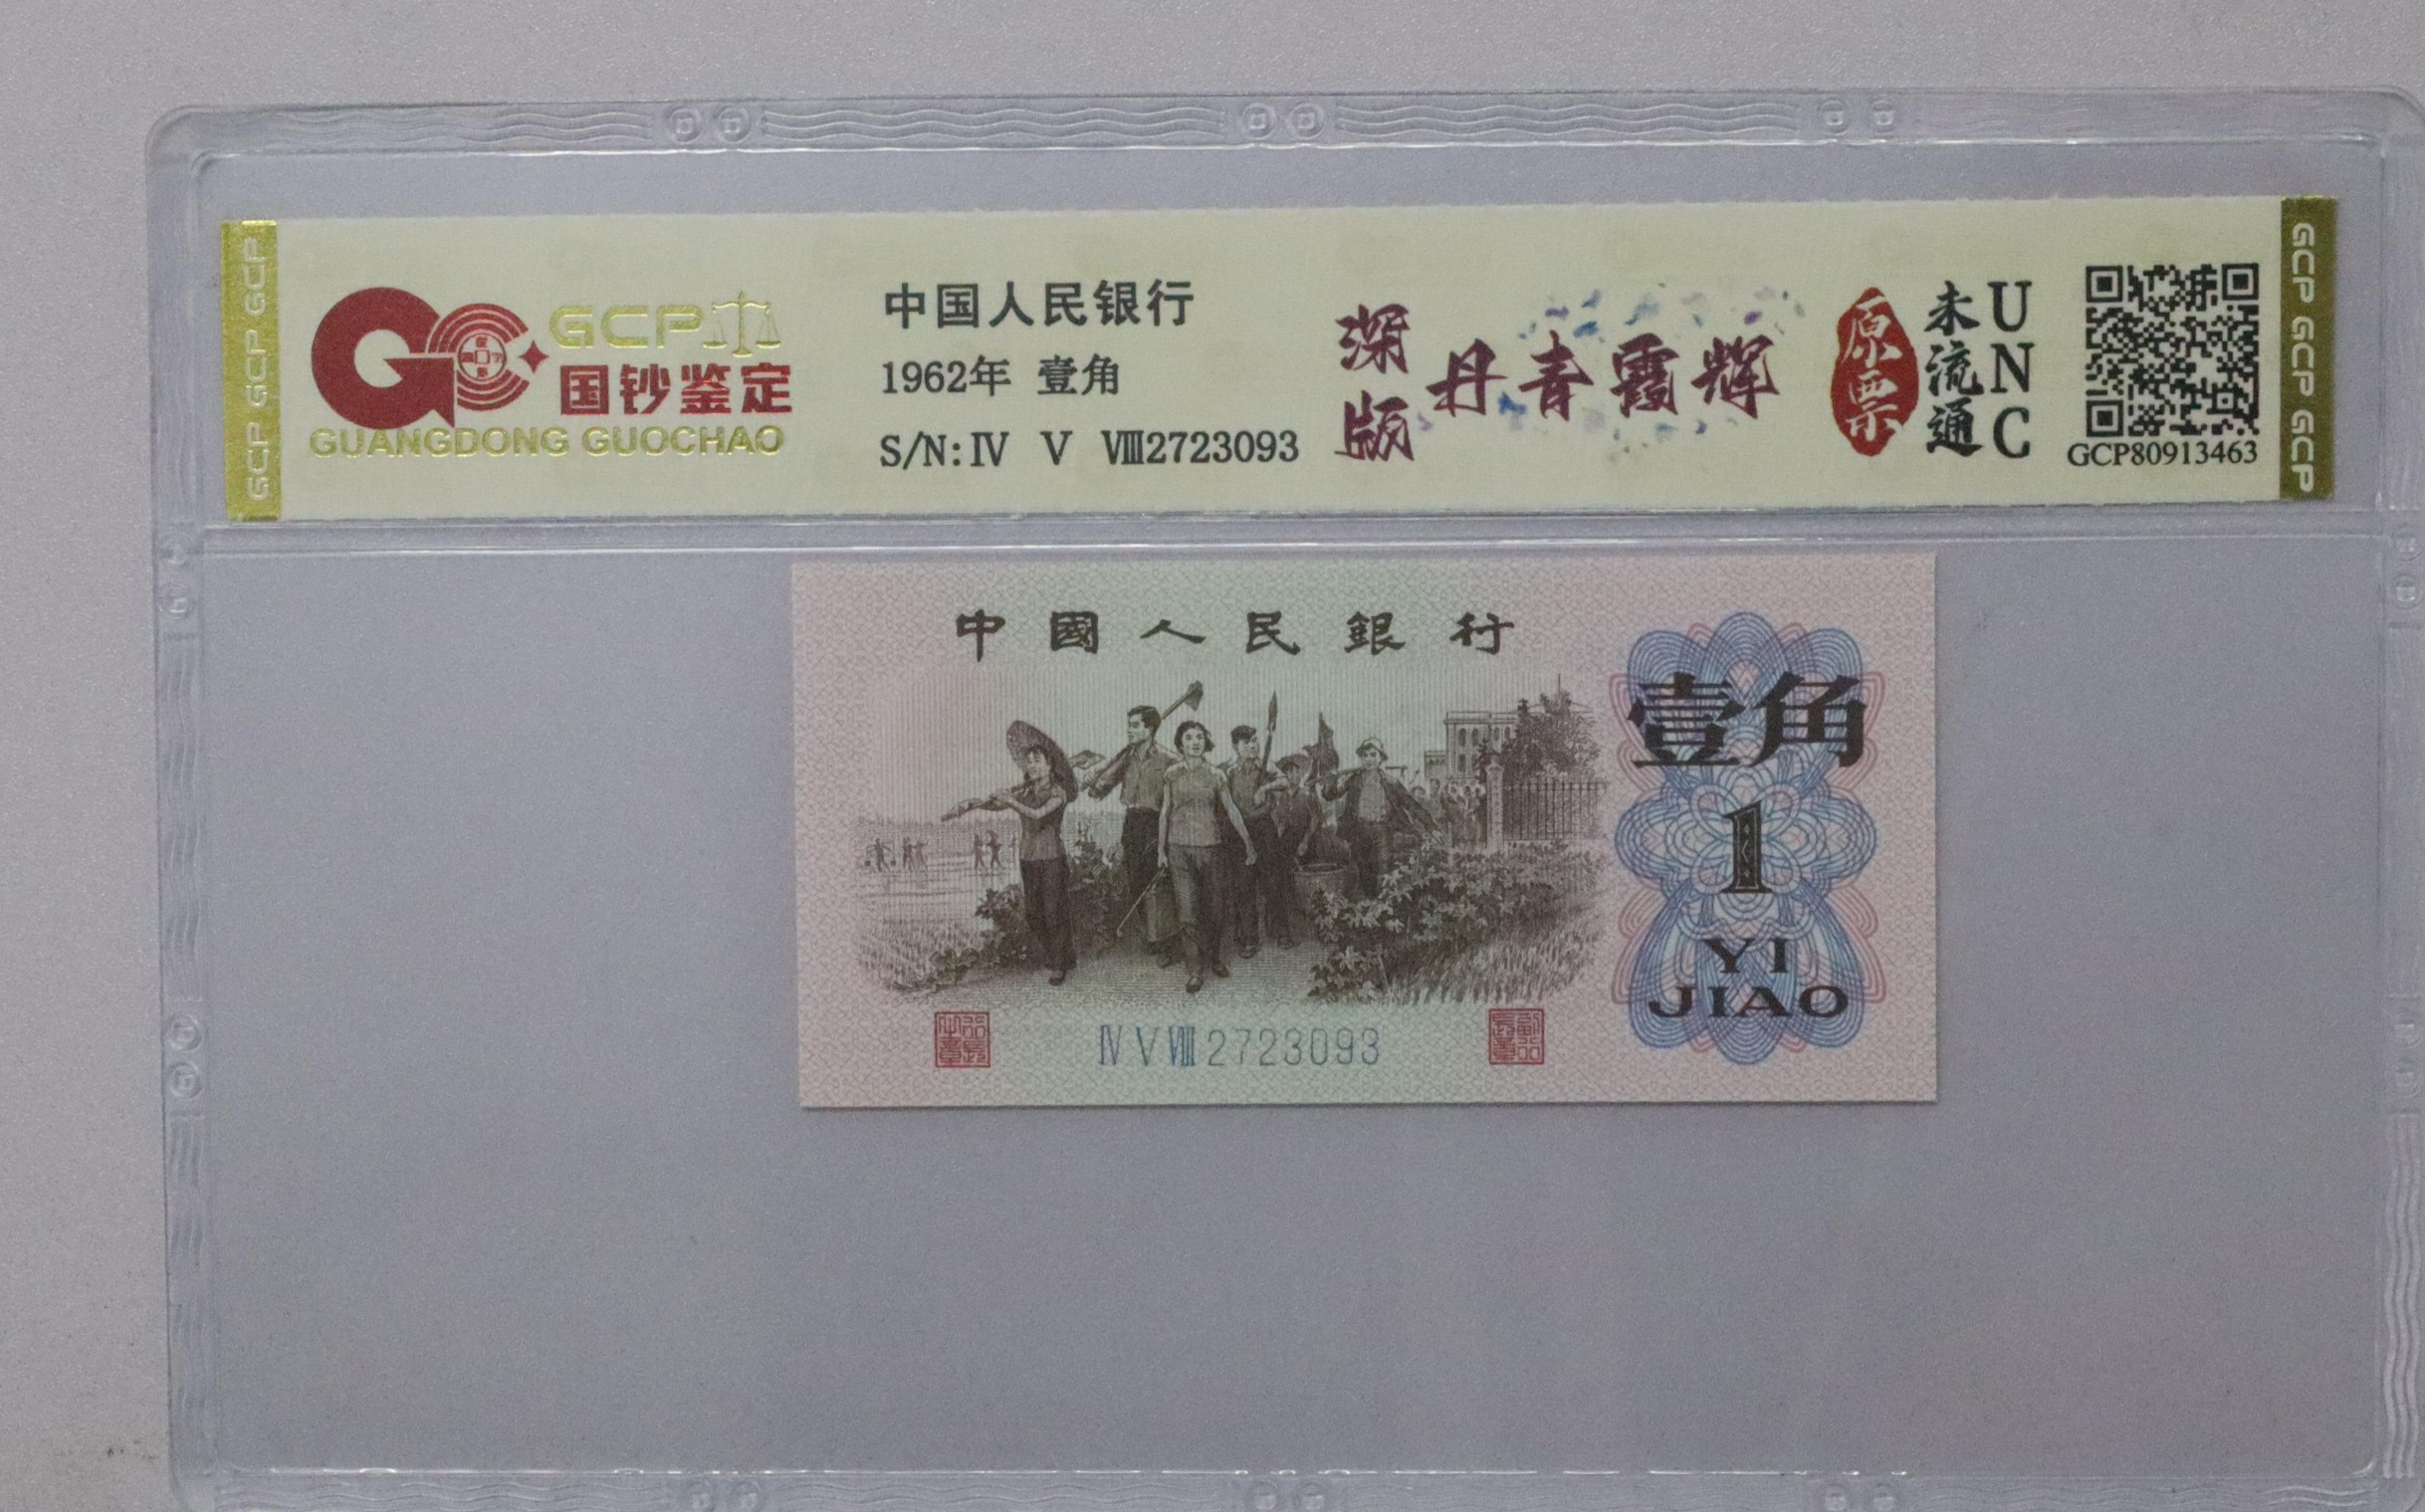 GCP GCP GCP
GCP
国钞鉴定
GUANGDONG GUOCHAO
中国人民银行
1962年 壹角
S/N: Ⅳ Ⅴ Ⅷ2723093
深版
丹青霞辉
原票
未流通
UNC
GCP80913463
GCP GCP GCP
中國人民銀行
壹角
1
YI
JIAO
Ⅳ Ⅴ Ⅷ 2723093